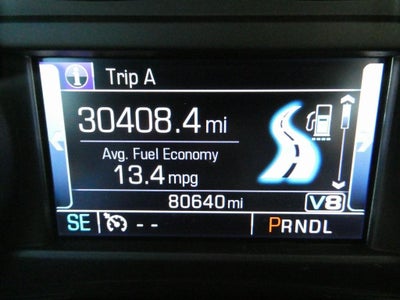 Trip A
30408.4 mi
Avg. Fuel Economy
13.4 mpg
80640 mi
V8
SE -- PRNDL